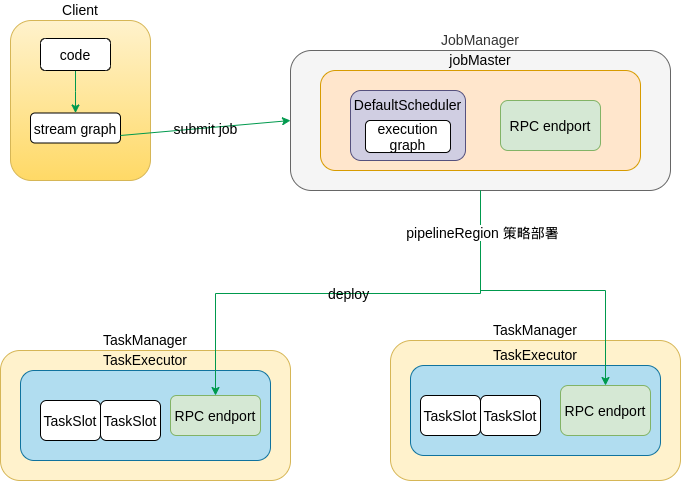 Client
code
stream graph
submit job
JobManager
jobMaster
DefaultScheduler
execution
graph
RPC endport
pipelineRegion 策略部署
deploy
TaskManager
TaskExecutor
TaskSlot
TaskSlot
RPC endport
TaskManager
TaskExecutor
TaskSlot
TaskSlot
RPC endport